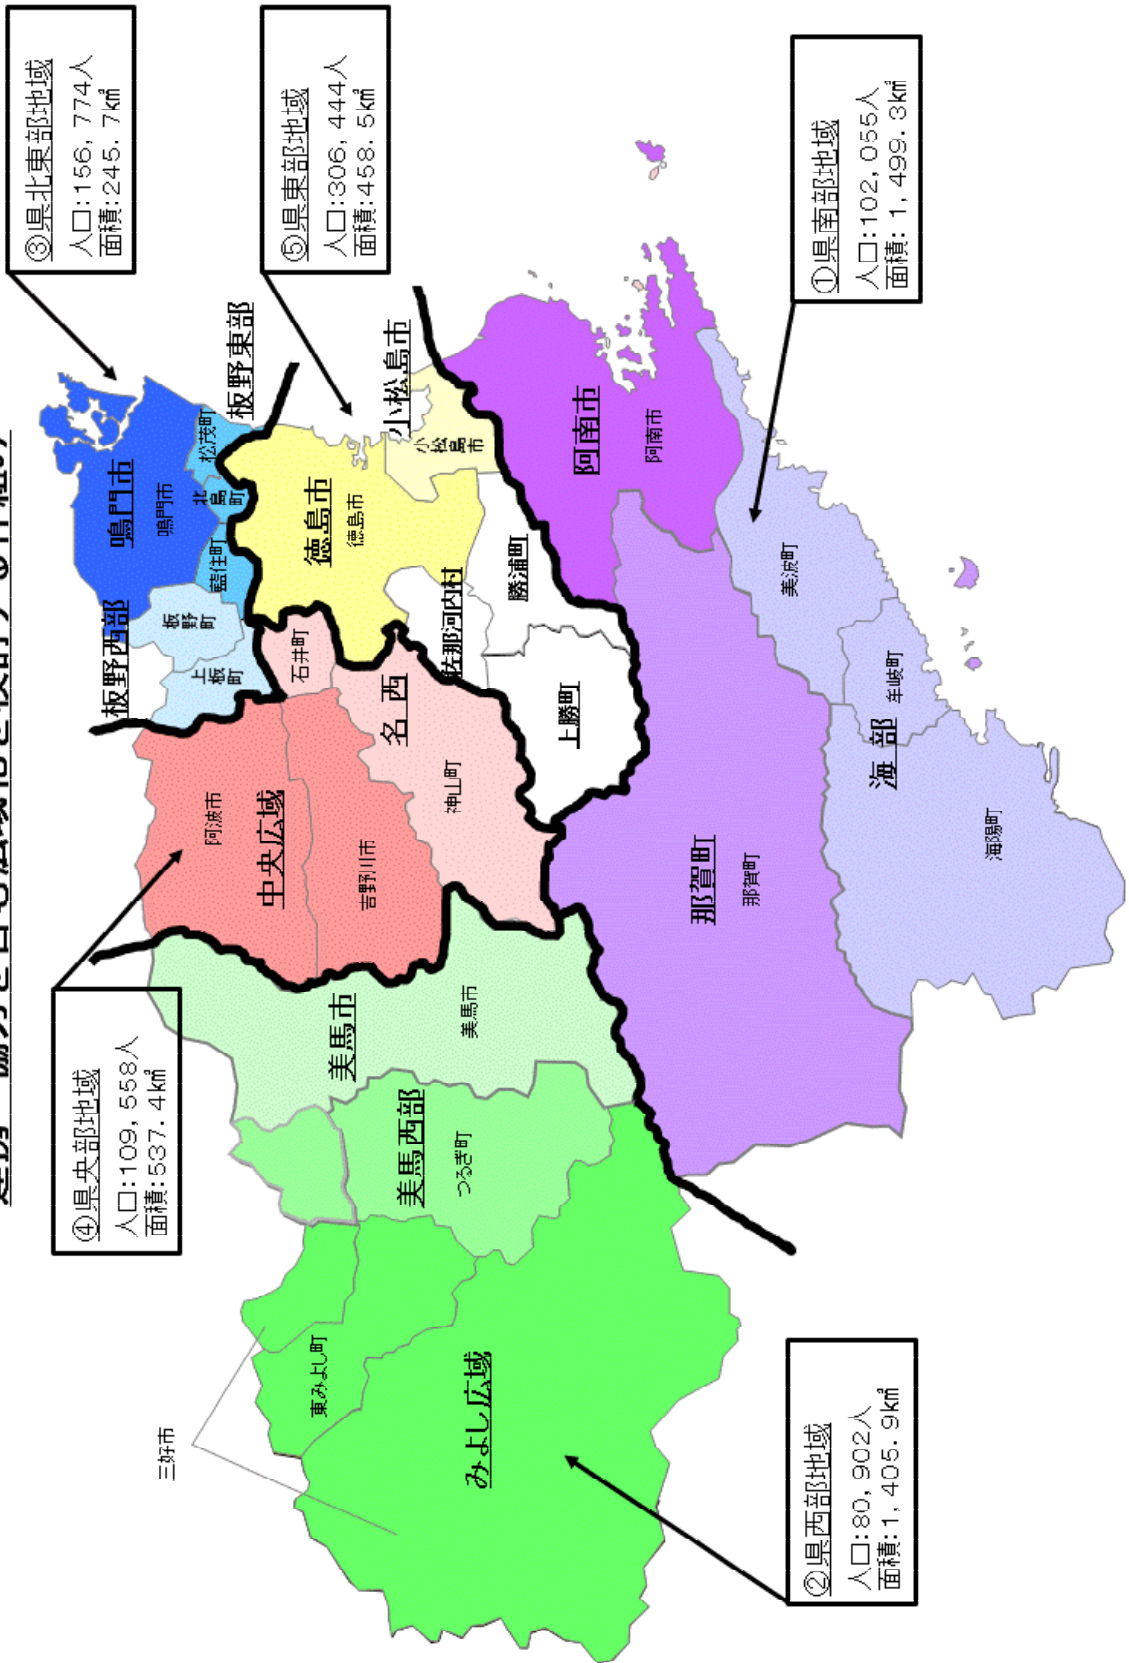 ③県北東部地域
人口:156,774人
面積:245.7㎢
⑤県東部地域
人口:306,444人
面積:458.5㎢
①県南部地域
人口:102,055人
面積:1,499.3㎢
④県央部地域
人口:109,558人
面積:537.4㎢
②県西部地域
人口:80,902人
面積:1,405.9㎢
鳴門市
鳴門市
板野東部
松茂町
北島町
藍住町
板野西部
板野町
上板町
徳島市
徳島市
小松島市
小松島市
佐那河内村
勝浦町
上勝町
石井町
名西
神山町
中央広域
阿波市
吉野川市
阿南市
阿南市
那賀町
那賀町
美波町
牟岐町
海部
海陽町
美馬市
美馬市
美馬西部
つるぎ町
三好市
東みよし町
みよし広域